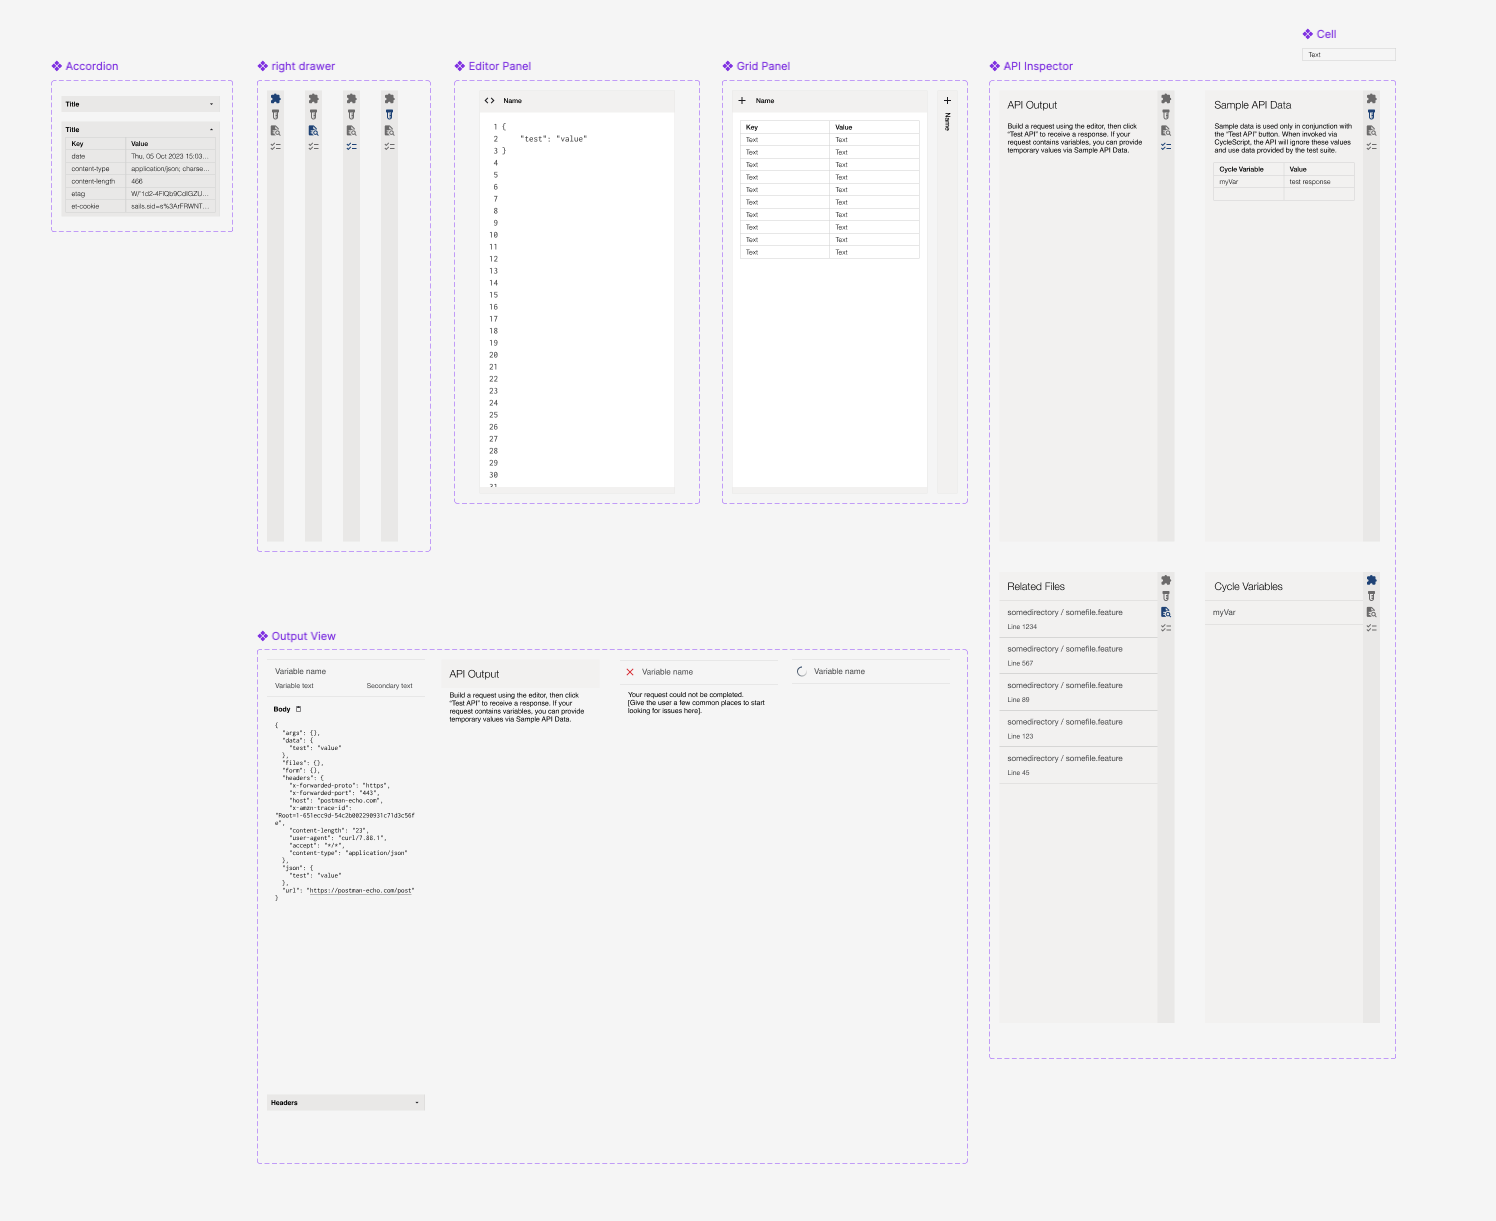 Cell
Text
Accordion
Title
Title
Key Value
date Thu, 05 Oct 2023 15:03...
content-type application/json; charse...
content-length 466
etag
et-cookie
right drawer
Editor Panel
<> Name
1 {
2 "test": "value"
3 }
4
5
6
7
8
9
10
11
12
13
14
15
16
17
18
19
20
21
22
23
24
25
26
27
28
29
30
31
Grid Panel
+ Name
Key Value
Text Text
Text Text
Text Text
Text Text
Text Text
Text Text
Text Text
Text Text
Text Text
Text Text
+
Name
API Inspector
API Output
Build a request using the editor, then click
"Test API" to receive a response. If your
request contains variables, you can provide
temporary values via Sample API Data.
Sample API Data
Sample data is used only in conjunction with
the "Test API" button. When invoked via
CycleScript, the API will ignore these values
and use data provided by the test suite.
Cycle Variable Value
myVar test response
Related Files
somedirectory / somefile.feature
Line 1234
somedirectory / somefile.feature
Line 567
somedirectory / somefile.feature
Line 89
somedirectory / somefile.feature
Line 123
somedirectory / somefile.feature
Line 45
Cycle Variables
myVar
Output View
Variable name
Variable text Secondary text
Body
{
"args": {},
"data": {
"test": "value"
},
"files": {},
"form": {},
"headers": {
"x-forwarded-proto": "https",
"x-forwarded-port": "443",
"host": "postman-echo.com",
"x-amzn-trace-id":
"Root=1-651ecc9d-54c2b002290931c71d3c56f
e",
"content-length": "23",
"user-agent": "curl/7.88.1",
"accept": "*/*",
"content-type": "application/json"
},
"json": {
"test": "value"
},
"url": "https://postman-echo.com/post"
}
Headers
API Output
Build a request using the editor, then click
"Test API" to receive a response. If your
request contains variables, you can provide
temporary values via Sample API Data.
Variable name
Your request could not be completed.
[Give the user a few common places to start
looking for issues here].
Variable name